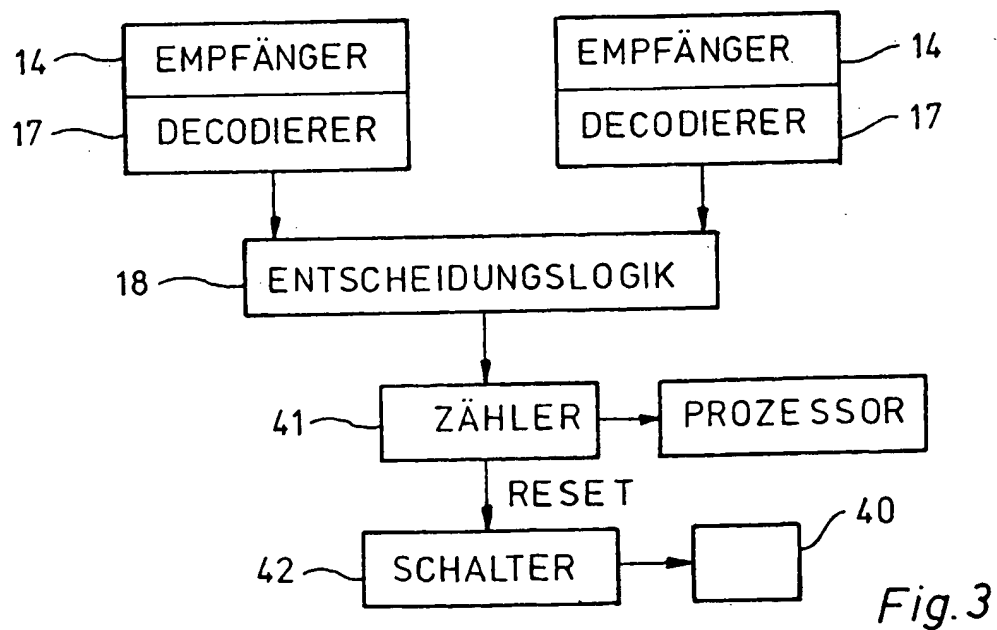 14 EMPFÄNGER EMPFÄNGER 14
17 DECODIERER DECODIERER 17
18 ENTSCHEIDUNGSLOGIK
41 ZÄHLER PROZESSOR
RESET
42 SCHALTER 40
Fig.3